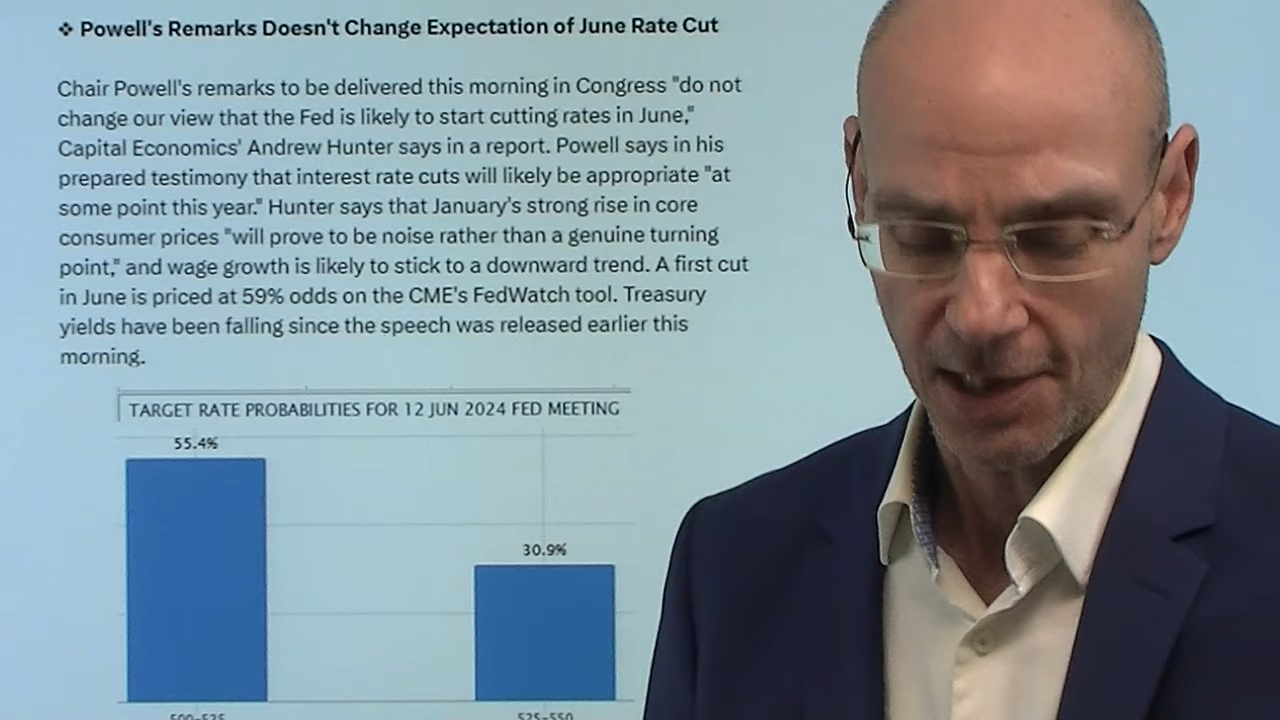 ❖ Powell's Remarks Doesn't Change Expectation of June Rate Cut
Chair Powell's remarks to be delivered this morning in Congress "do not
change our view that the Fed is likely to start cutting rates in June,"
Capital Economics' Andrew Hunter says in a report. Powell says in his
prepared testimony that interest rate cuts will likely be appropriate "at
some point this year." Hunter says that January's strong rise in core
consumer prices "will prove to be noise rather than a genuine turning
point," and wage growth is likely to stick to a downward trend. A first cut
in June is priced at 59% odds on the CME's FedWatch tool. Treasury
yields have been falling since the speech was released earlier this
morning.
TARGET RATE PROBABILITIES FOR 12 JUN 2024 FED MEETING
55.4%
30.9%
500-525
525-550